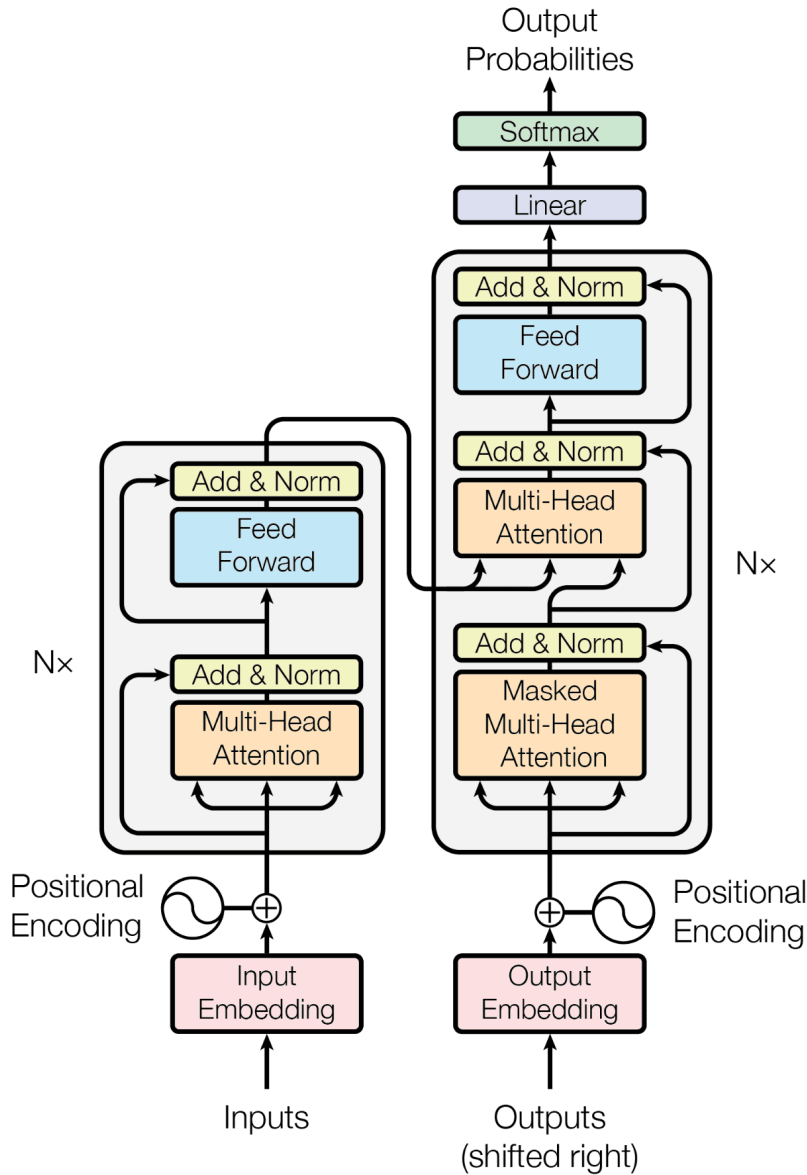 Output
Probabilities
Softmax
Linear
Add & Norm
Feed
Forward
Add & Norm
Multi-Head
Attention
Nx
Add & Norm
Masked
Multi-Head
Attention
Add & Norm
Feed
Forward
Nx
Add & Norm
Multi-Head
Attention
Positional
Encoding
Positional
Encoding
Input
Embedding
Output
Embedding
Inputs
Outputs
(shifted right)